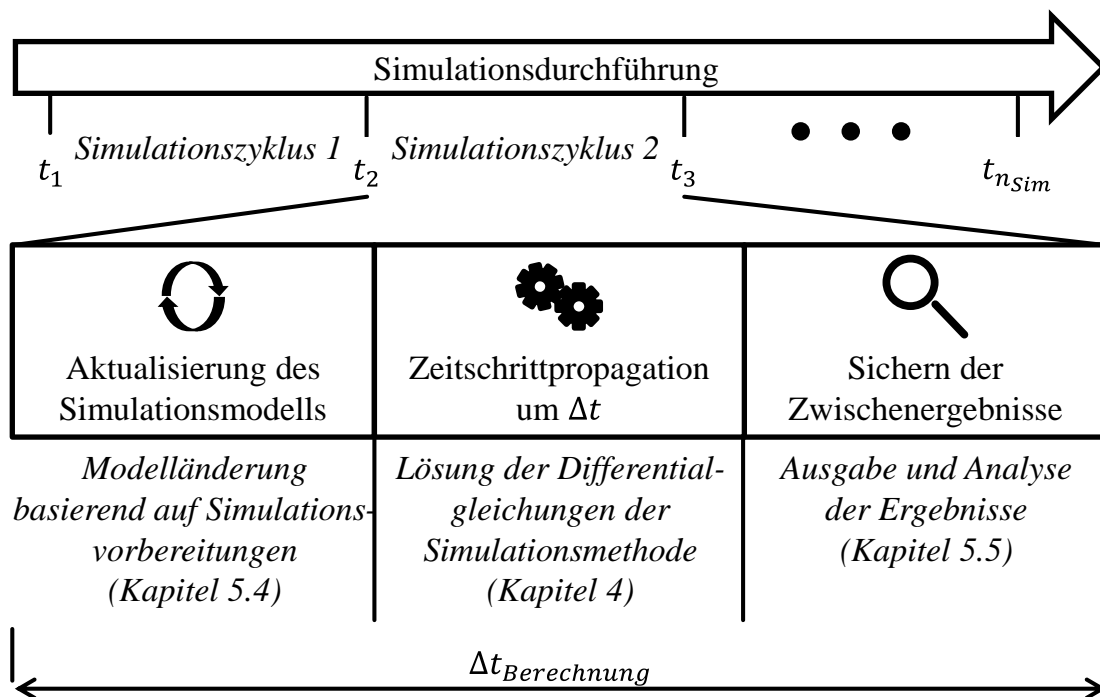 Simulationsdurchführung
Simulationszyklus 1 Simulationszyklus 2
t₁ t₂ t₃ t_{n_{Sim}}
Aktualisierung des
Simulationsmodells
Zeitschrittpropagation
um Δt
Sichern der
Zwischenergebnisse
Modelländerung
basierend auf Simulations-
vorbereitungen
(Kapitel 5.4)
Lösung der Differential-
gleichungen der
Simulationsmethode
(Kapitel 4)
Ausgabe und Analyse
der Ergebnisse
(Kapitel 5.5)
Δt_{Berechnung}